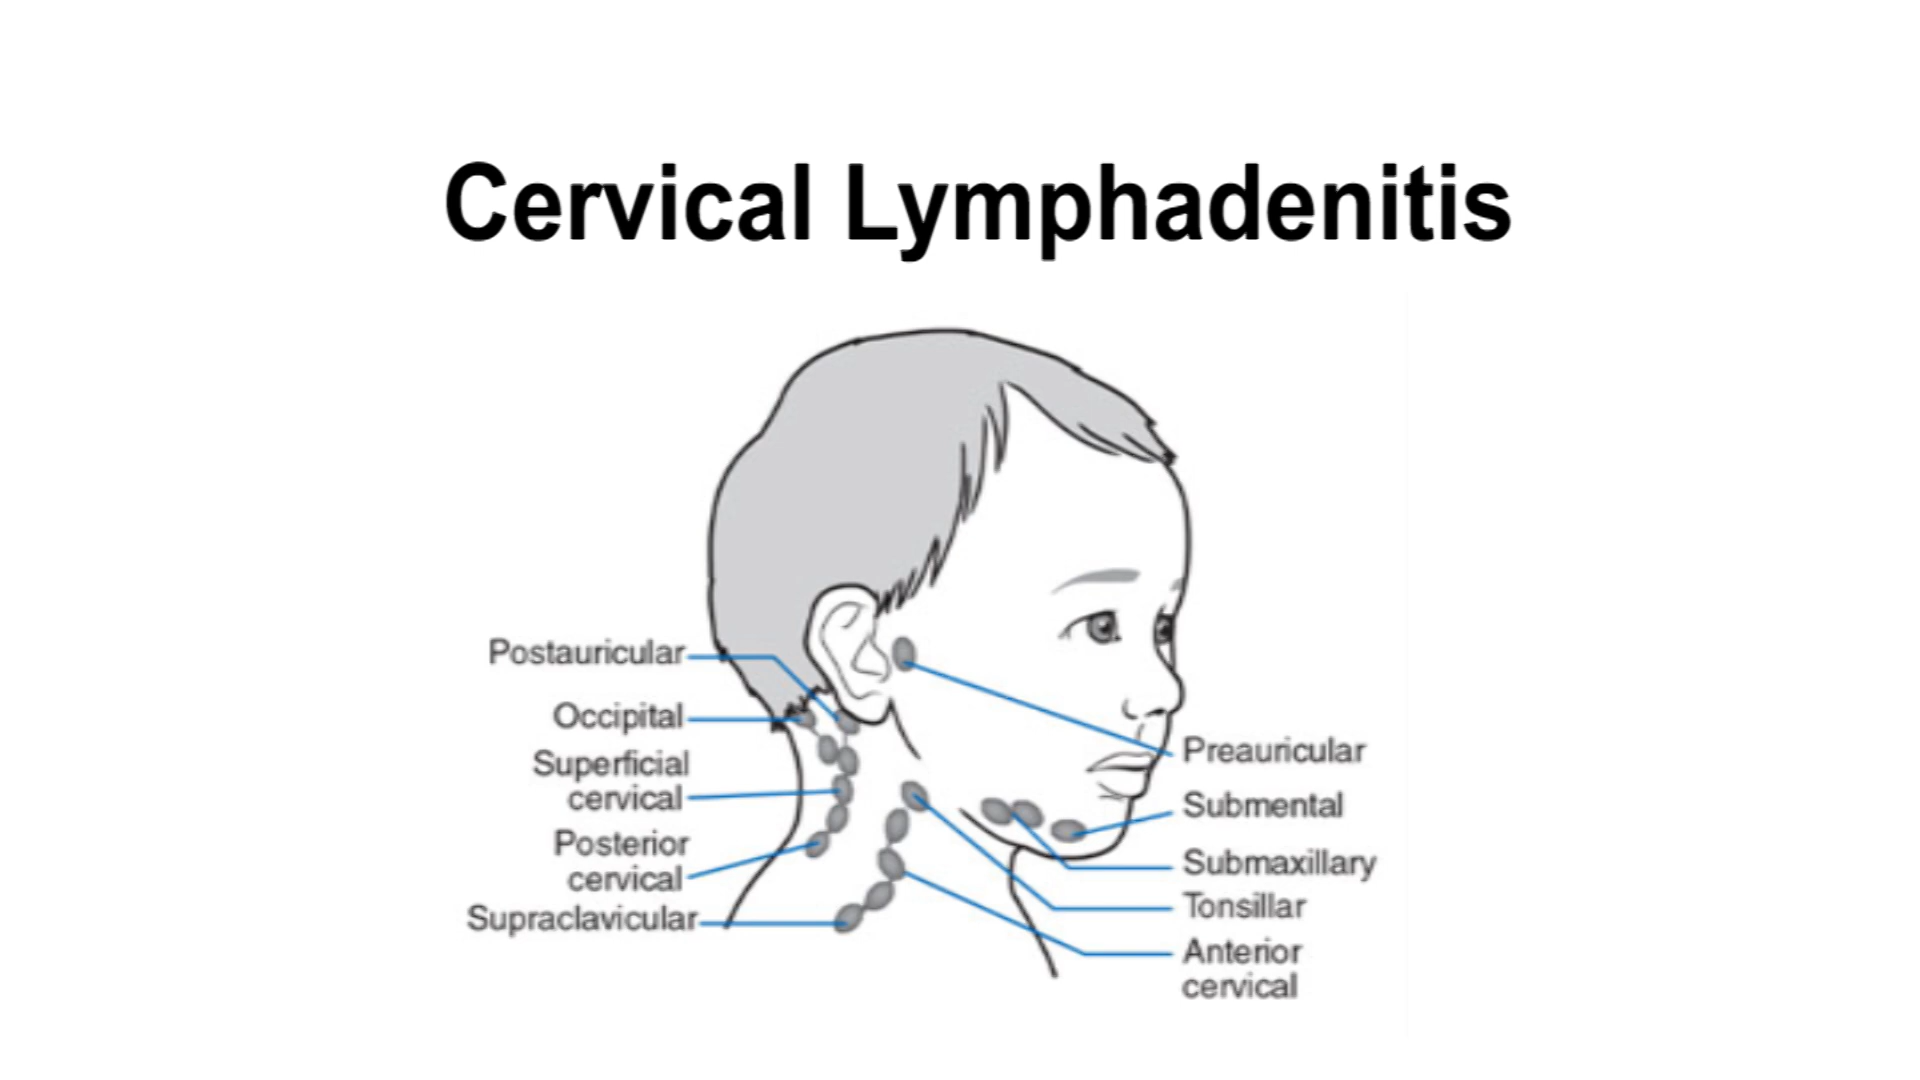 Cervical Lymphadenitis
Postauricular
Occipital
Superficial
cervical
Posterior
cervical
Supraclavicular
Preauricular
Submental
Submaxillary
Tonsillar
Anterior
cervical